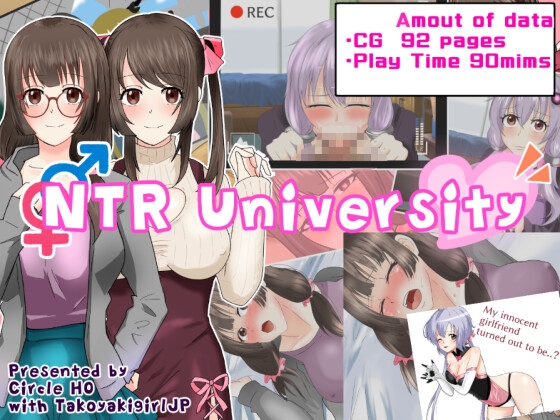 REC
Amout of data
・CG 92 pages
・Play Time 90mims
NTR University
My innocent
girlfriend
turned out to be..?
Presented by
Circle HO
with TakoyakigirlJP